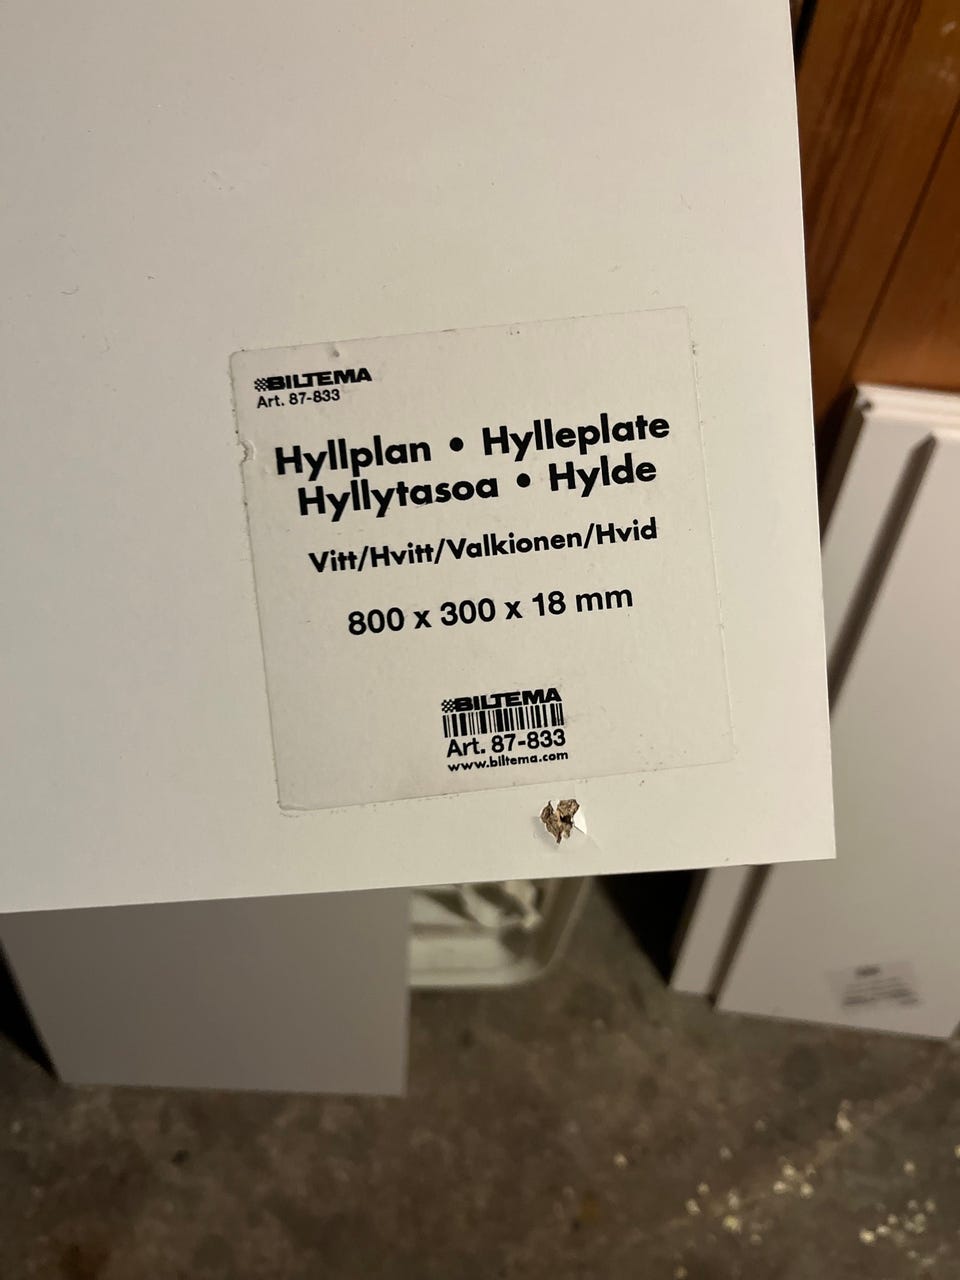 BILTEMA
Art. 87-833
Hyllplan • Hylleplate
Hyllytasoa • Hylde
Vitt/Hvitt/Valkionen/Hvid
800 x 300 x 18 mm
BILTEMA
Art. 87-833
www.biltema.com